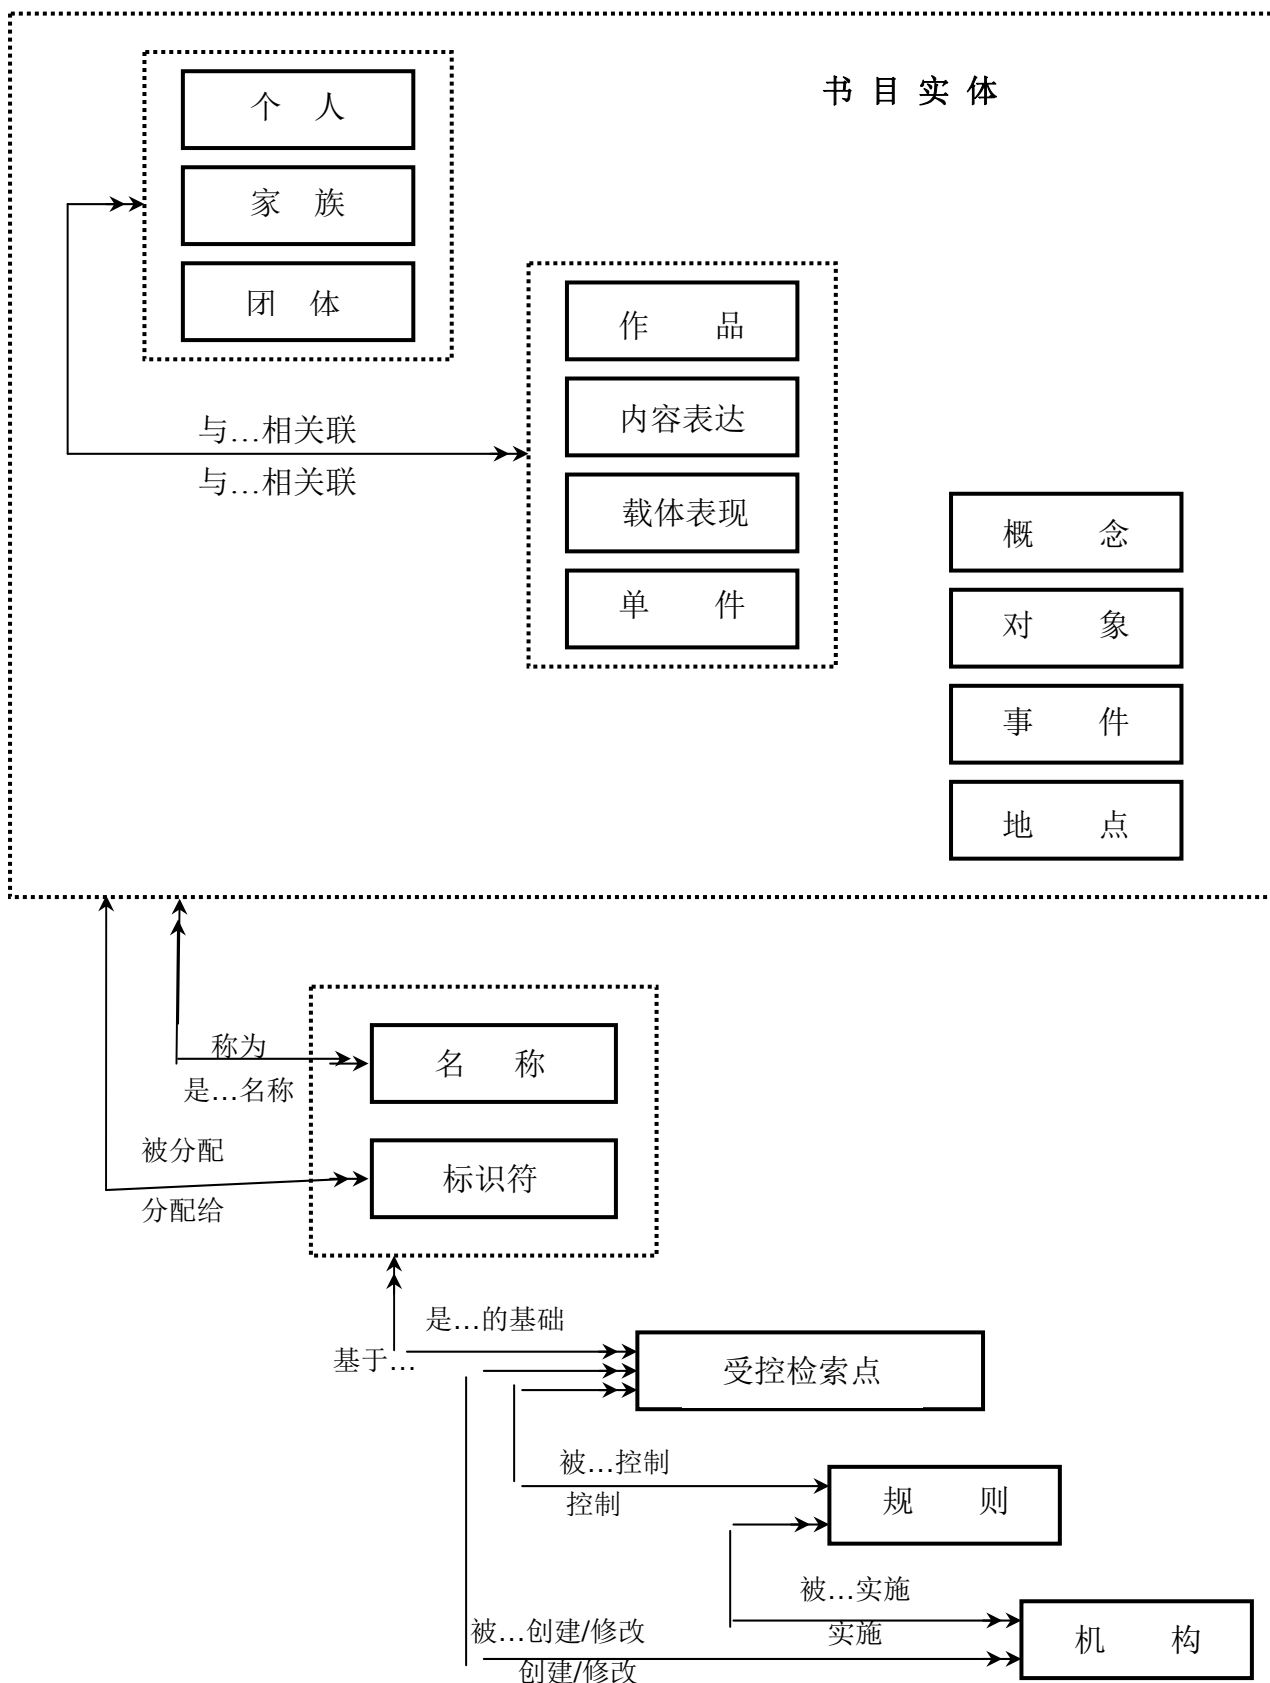 书目实体
个人
家族
团体
作品
内容表达
载体表现
单件
与…相关联
与…相关联
概念
对象
事件
地点
称为
是…名称
名称
被分配
分配给
标识符
是…的基础
基于…
受控检索点
被…控制
控制
规则
被…实施
实施
被…创建/修改
创建/修改
机构